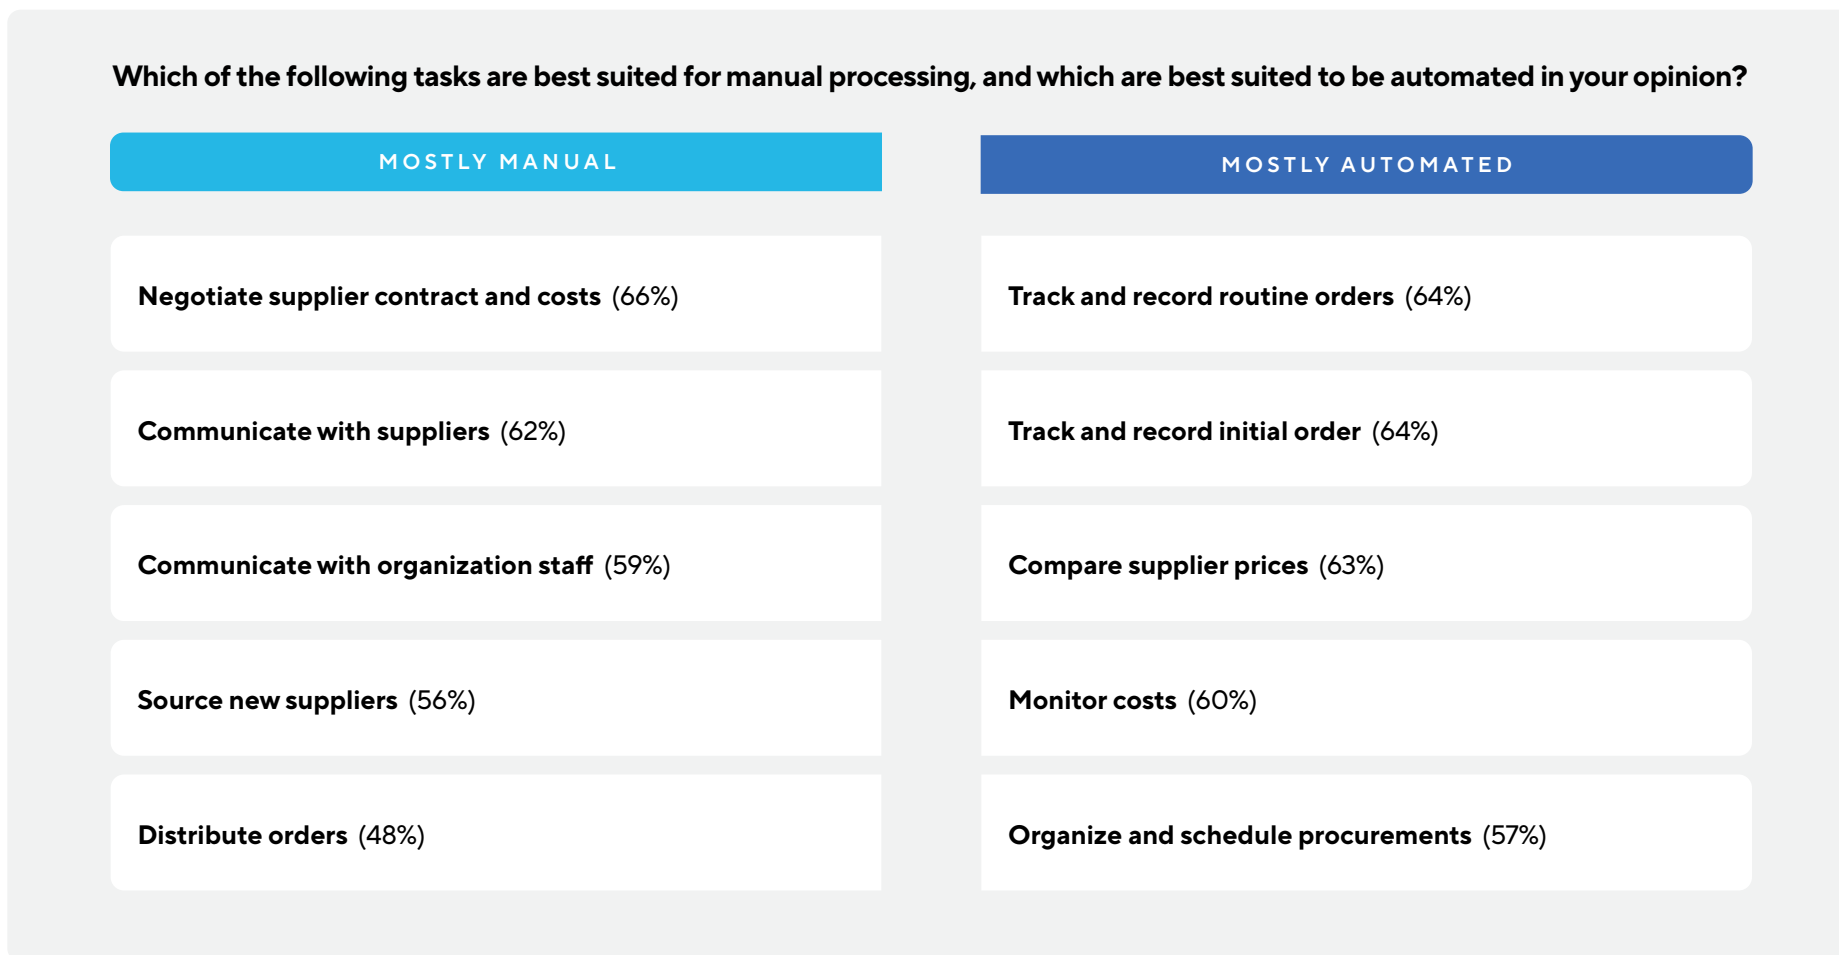 Which of the following tasks are best suited for manual processing, and which are best suited to be automated in your opinion?
MOSTLY MANUAL
MOSTLY AUTOMATED
Negotiate supplier contract and costs (66%)
Track and record routine orders (64%)
Communicate with suppliers (62%)
Track and record initial order (64%)
Communicate with organization staff (59%)
Compare supplier prices (63%)
Source new suppliers (56%)
Monitor costs (60%)
Distribute orders (48%)
Organize and schedule procurements (57%)